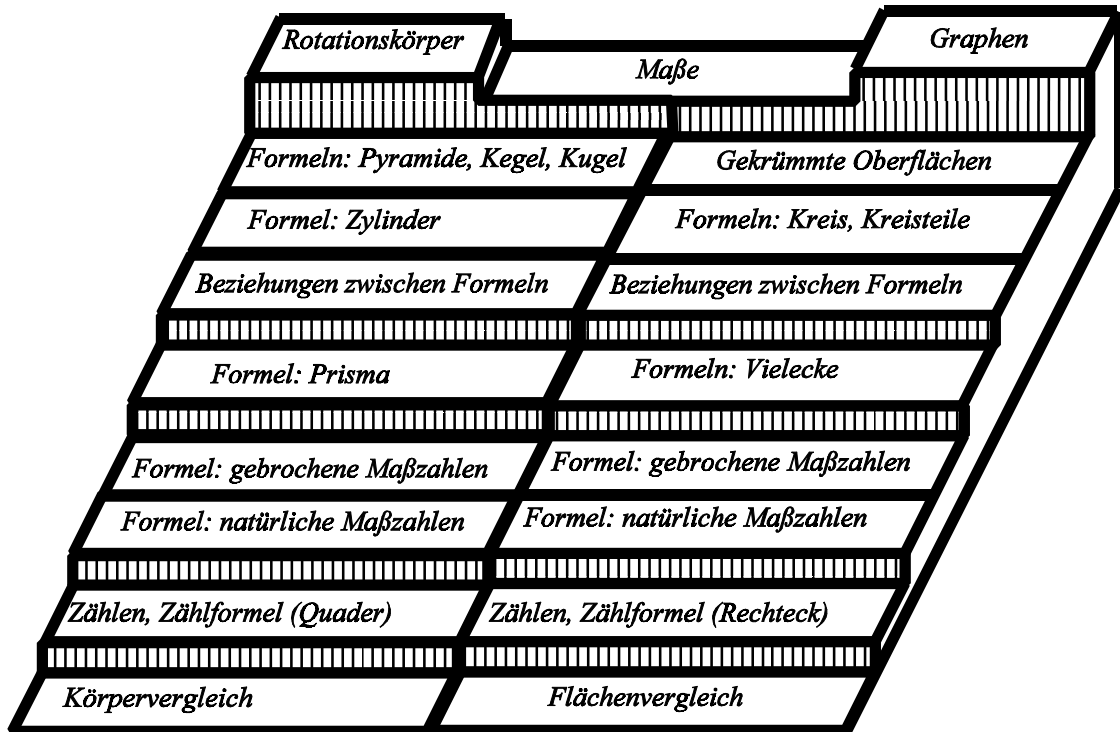 Rotationskörper
Maße
Graphen
Formeln: Pyramide, Kegel, Kugel
Gekrümmte Oberflächen
Formel: Zylinder
Formeln: Kreis, Kreisteile
Beziehungen zwischen Formeln
Beziehungen zwischen Formeln
Formel: Prisma
Formeln: Vielecke
Formel: gebrochene Maßzahlen
Formel: gebrochene Maßzahlen
Formel: natürliche Maßzahlen
Formel: natürliche Maßzahlen
Zählen, Zählformel (Quader)
Zählen, Zählformel (Rechteck)
Körpervergleich
Flächenvergleich